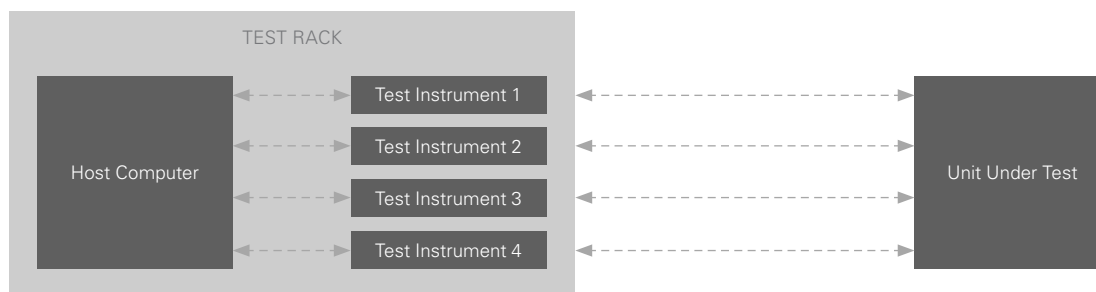 TEST RACK
Host Computer
Test Instrument 1
Test Instrument 2
Test Instrument 3
Test Instrument 4
Unit Under Test